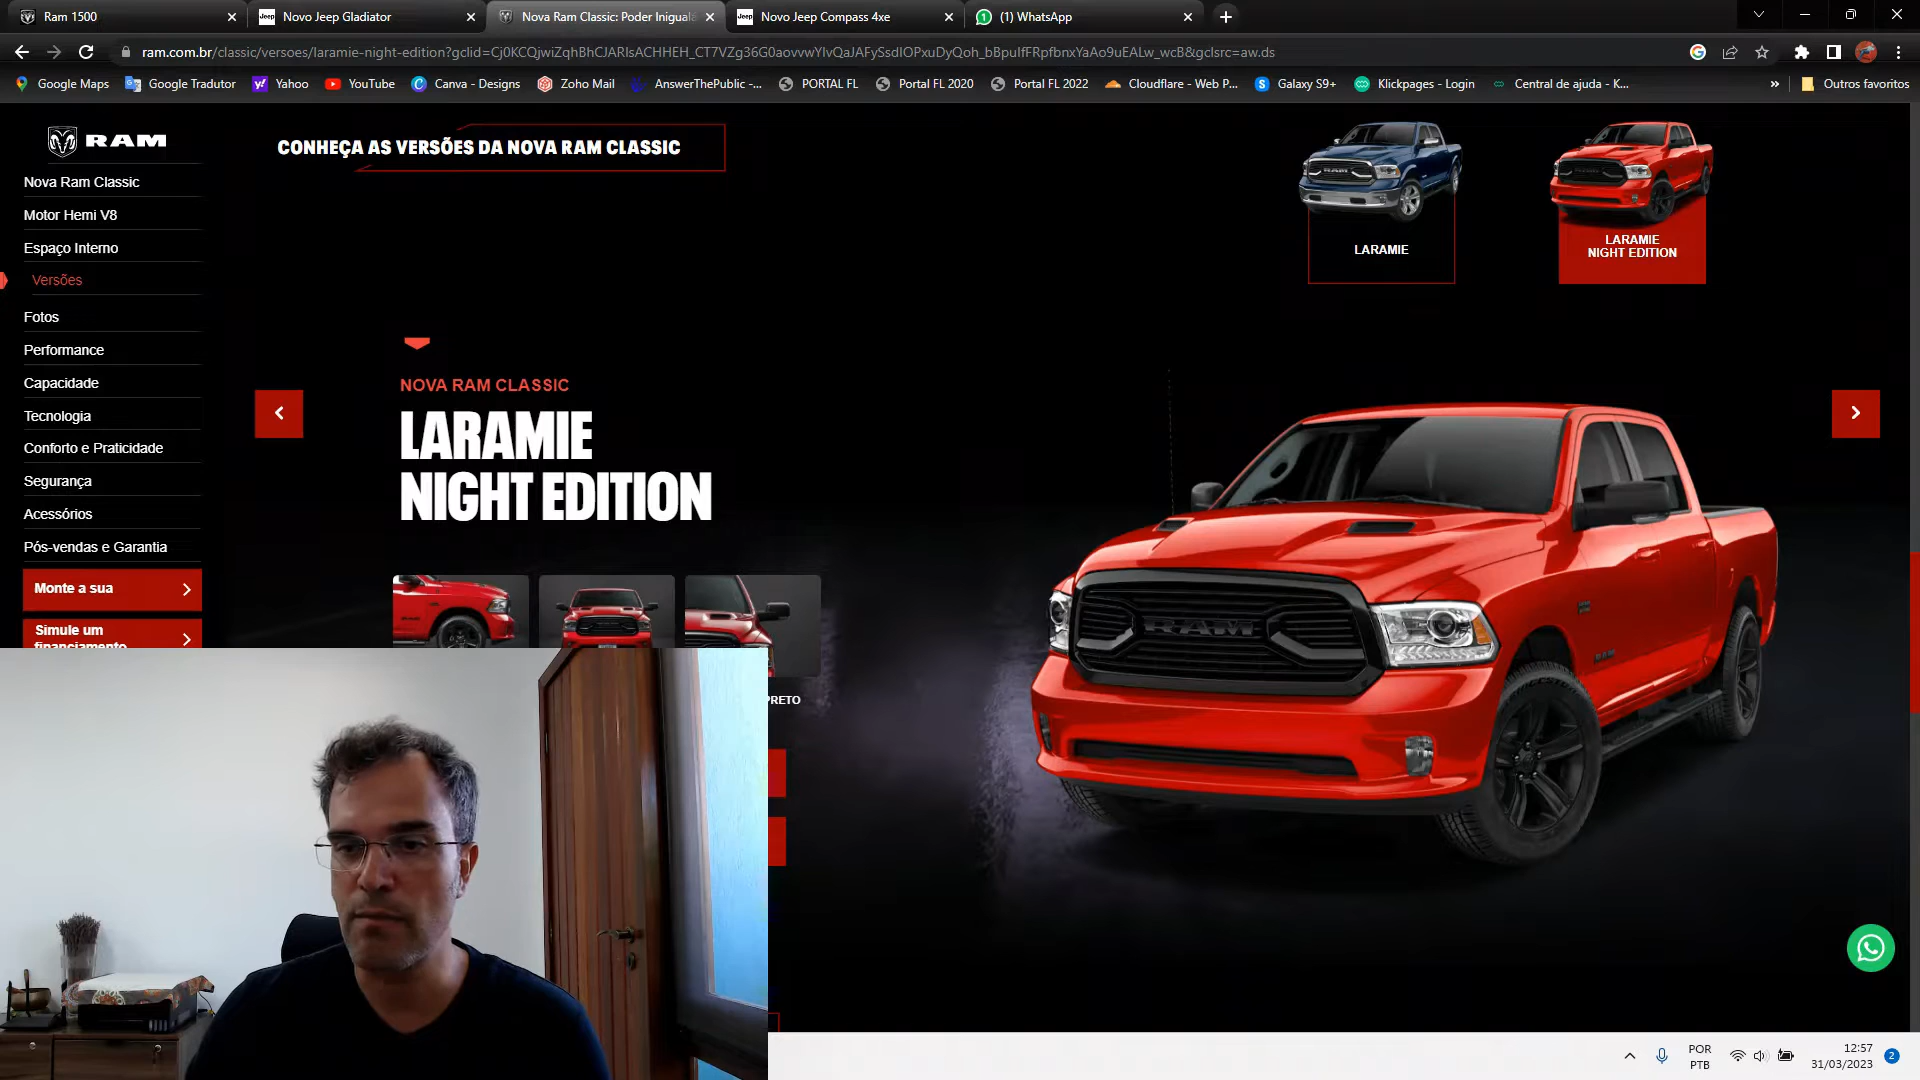 Ram 1500
Novo Jeep Gladiator
Nova Ram Classic: Poder Inigual
Novo Jeep Compass 4xe
(1) WhatsApp
ram.com.br/classic/versoes/laramie-night-edition?gclid=Cj0KCQjwiZqhBhCJARIsACHHEH_CT7VZg36G0aovvwYIvQaJAFySsdIOPxuDyQoh_bBpuIfFRpfbnxYaAo9uEALw_wcB&gclsrc=aw.ds
Google Maps
Google Tradutor
Yahoo
YouTube
Canva - Designs
Zoho Mail
AnswerThePublic -...
PORTAL FL
Portal FL 2020
Portal FL 2022
Cloudflare - Web P...
Galaxy S9+
Klickpages - Login
Central de ajuda - K...
Outros favoritos
RAM
CONHEÇA AS VERSÕES DA NOVA RAM CLASSIC
Nova Ram Classic
Motor Hemi V8
Espaço Interno
Versões
Fotos
Performance
Capacidade
Tecnologia
Conforto e Praticidade
Segurança
Acessórios
Pós-vendas e Garantia
Monte a sua
Simule um
financiamento
LARAMIE
LARAMIE
NIGHT EDITION
NOVA RAM CLASSIC
LARAMIE
NIGHT EDITION
PRETO
RAM
POR
PTB
12:57
31/03/2023
2